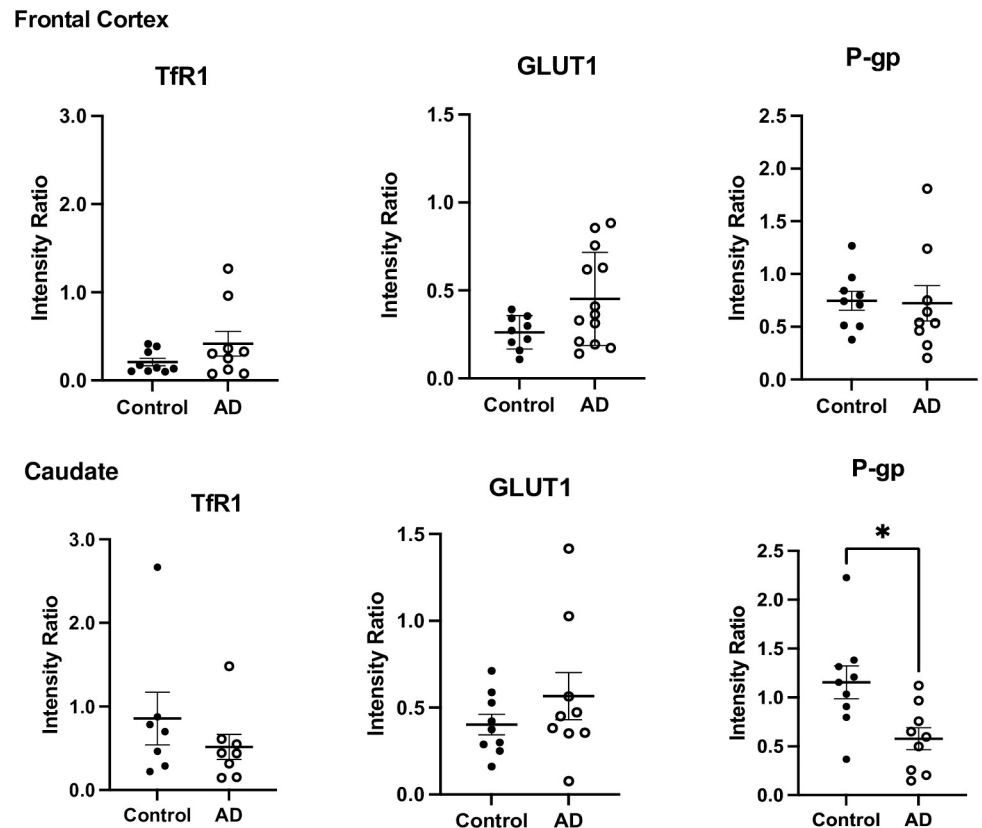 Frontal Cortex
TfR1
GLUT1
P-gp
3.0
2.0
1.0
0.0
Intensity Ratio
Control AD
1.5
1.0
0.5
0.0
Intensity Ratio
Control AD
2.5
2.0
1.5
1.0
0.5
0.0
Intensity Ratio
Control AD
Caudate
TfR1
GLUT1
P-gp
3.0
2.0
1.0
0.0
Intensity Ratio
Control AD
1.5
1.0
0.5
0.0
Intensity Ratio
Control AD
*
2.5
2.0
1.5
1.0
0.5
0.0
Intensity Ratio
Control AD